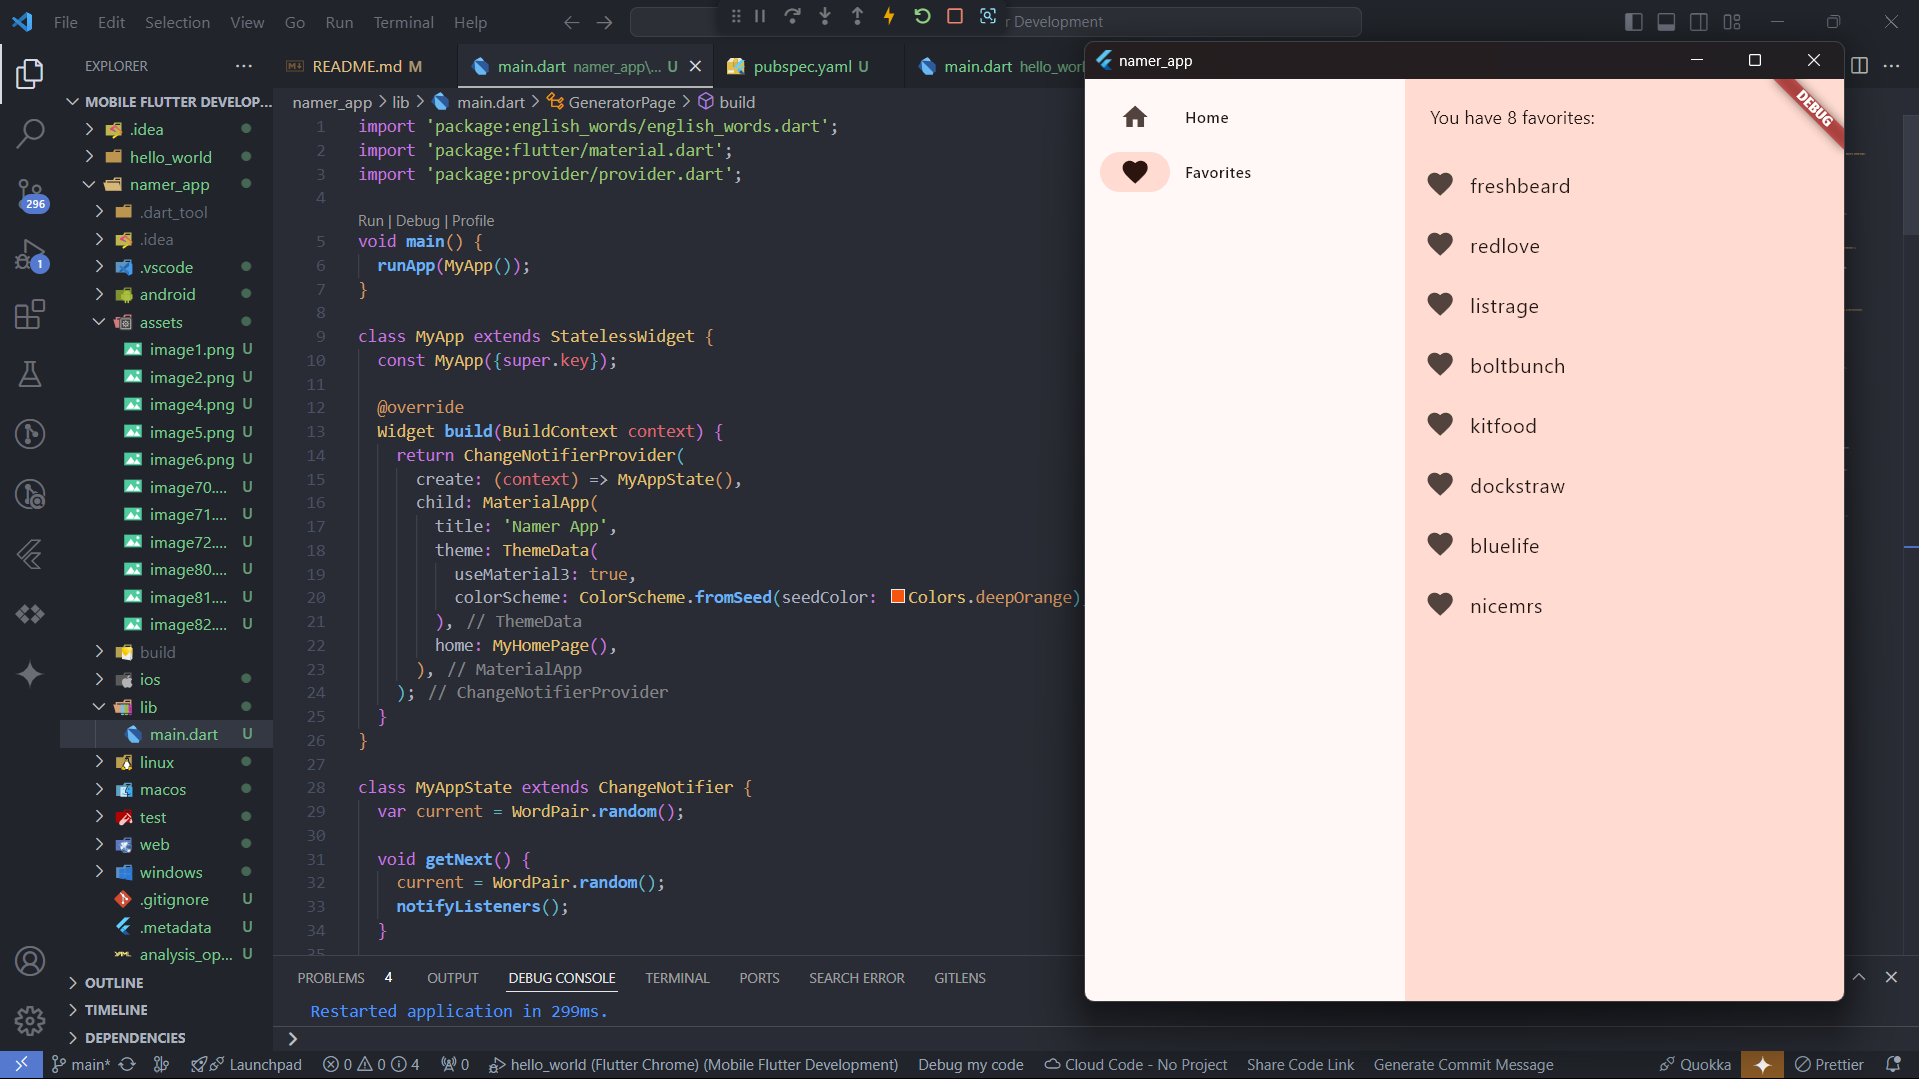 File Edit Selection View Go Run Terminal Help
r Development
EXPLORER
MOBILE FLUTTER DEVELOP...
.idea
hello_world
namer_app
.dart_tool
.idea
.vscode
android
assets
image1.png U
image2.png U
image4.png U
image5.png U
image6.png U
image70.... U
image71.... U
image72.... U
image80.... U
image81.... U
image82.... U
build
ios
lib
main.dart U
linux
macos
test
web
windows
.gitignore U
.metadata U
analysis_op... U
OUTLINE
TIMELINE
DEPENDENCIES
296
1
README.md M
main.dart namer_app\... U
pubspec.yaml U
main.dart hello_wor
namer_app > lib > main.dart > GeneratorPage > build
1 import 'package:english_words/english_words.dart';
2 import 'package:flutter/material.dart';
3 import 'package:provider/provider.dart';
4
Run | Debug | Profile
5 void main() {
6 runApp(MyApp());
7 }
8
9 class MyApp extends StatelessWidget {
10 const MyApp({super.key});
11
12 @override
13 Widget build(BuildContext context) {
14 return ChangeNotifierProvider(
15 create: (context) => MyAppState(),
16 child: MaterialApp(
17 title: 'Namer App',
18 theme: ThemeData(
19 useMaterial3: true,
20 colorScheme: ColorScheme.fromSeed(seedColor: Colors.deepOrange)
21 ), // ThemeData
22 home: MyHomePage(),
23 ), // MaterialApp
24 ); // ChangeNotifierProvider
25 }
26 }
27
28 class MyAppState extends ChangeNotifier {
29 var current = WordPair.random();
30
31 void getNext() {
32 current = WordPair.random();
33 notifyListeners();
34 }
35
PROBLEMS 4 OUTPUT DEBUG CONSOLE TERMINAL PORTS SEARCH ERROR GITLENS
Restarted application in 299ms.
namer_app
Home
Favorites
DEBUG
You have 8 favorites:
freshbeard
redlove
listrage
boltbunch
kitfood
dockstraw
bluelife
nicemrs
main* Launchpad 0 0 4 0 hello_world (Flutter Chrome) (Mobile Flutter Development) Debug my code Cloud Code - No Project Share Code Link Generate Commit Message Quokka Prettier